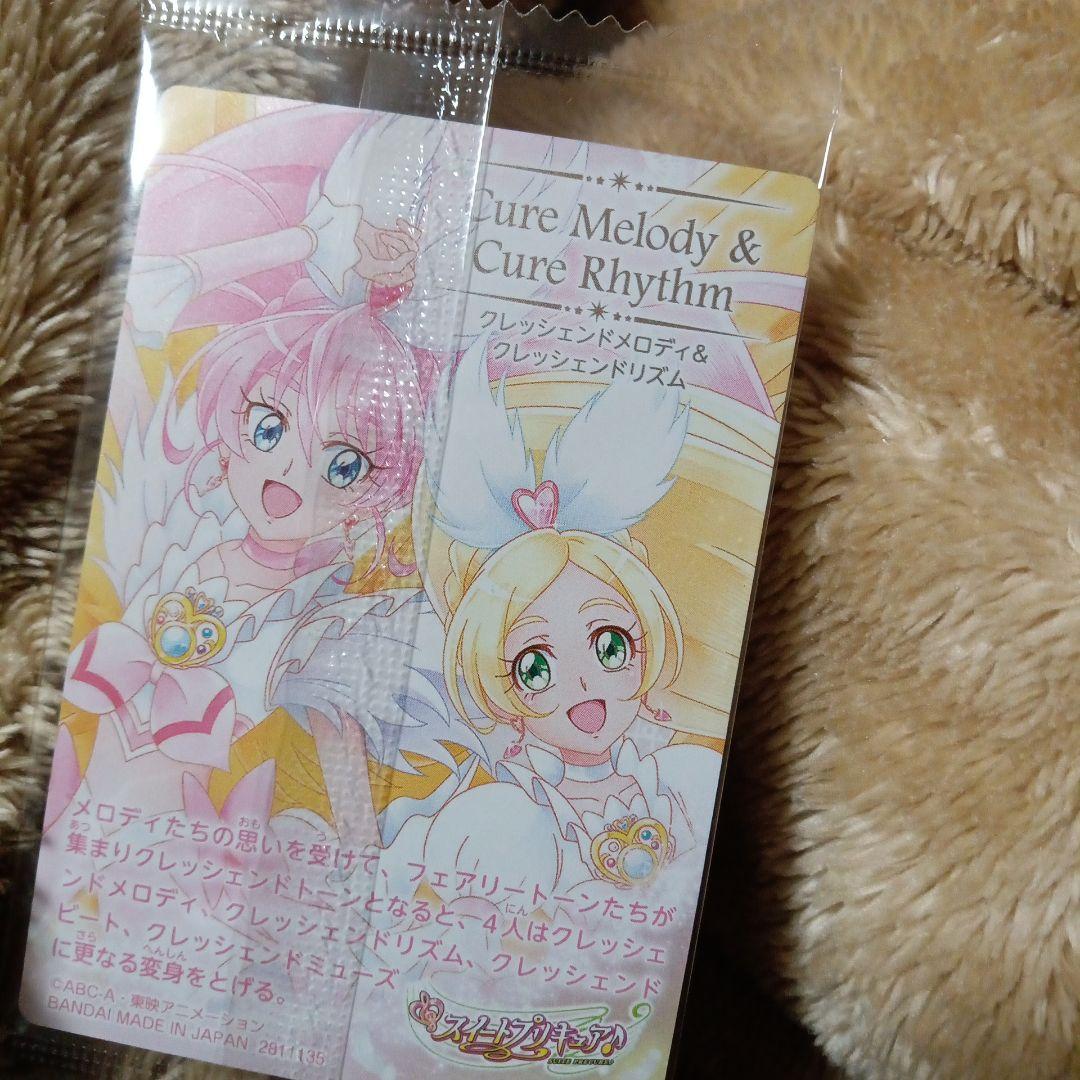 Cure Melody &
Cure Rhythm
クレッシェンドメロディ&
クレッシェンドリズム
メロディたちの思いを受けて、フェアリートーンたちが
集まりクレッシェンドトーンとなると、4人はクレッシェ
ンドメロディ、クレッシェンドリズム、クレッシェンド
ビート、クレッシェンドミューズ
に更なる変身をとげる。
©ABC-A・東映アニメーション
BANDAI MADE IN JAPAN 2811135
スイートプリキュア♪
SUITE PRECURE